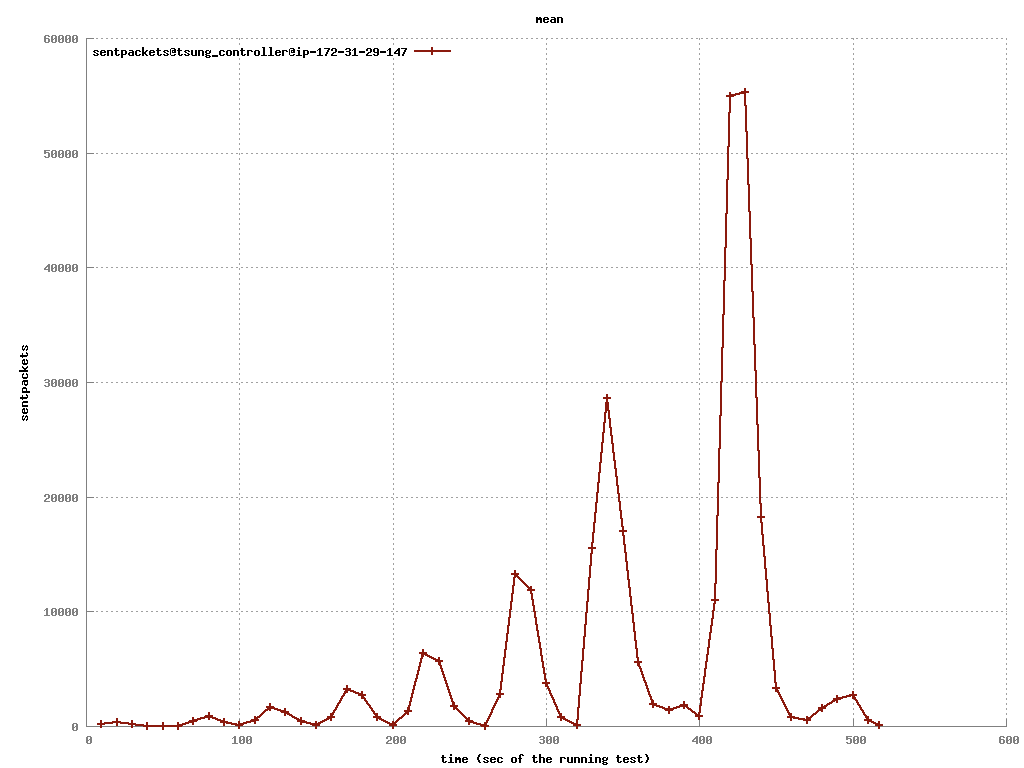 mean
60000
sentpackets@tsung_controller@ip-172-31-29-147
50000
40000
30000
sentpackets
20000
10000
0
0 100 200 300 400 500 600
time (sec of the running test)